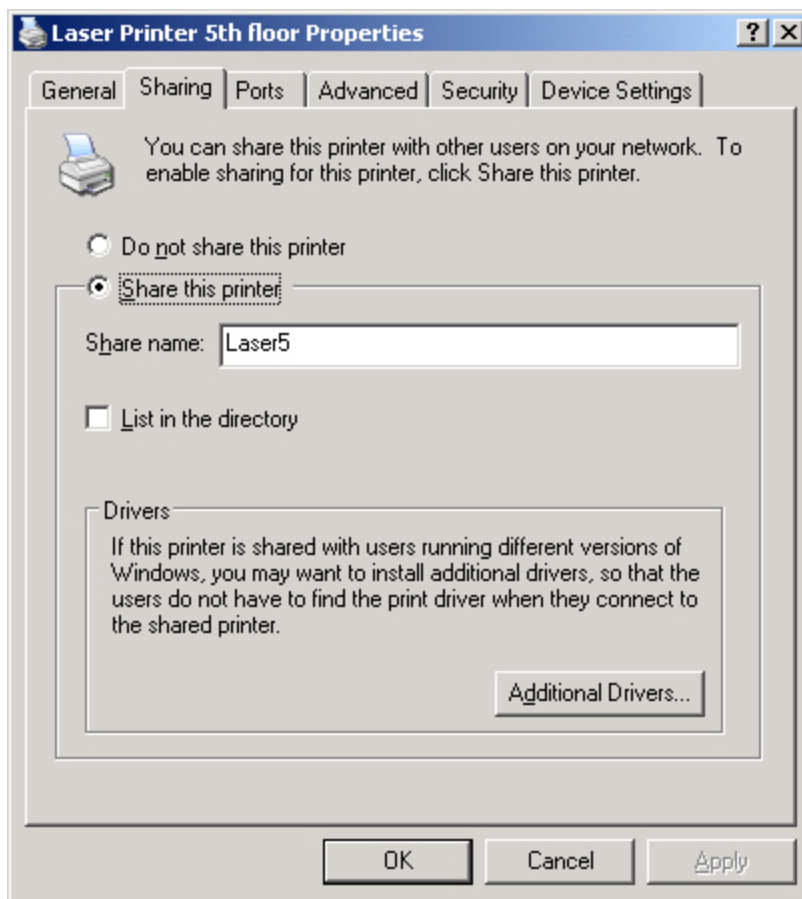 Laser Printer 5th floor Properties
General Sharing Ports Advanced Security Device Settings
You can share this printer with other users on your network. To
enable sharing for this printer, click Share this printer.
Do not share this printer
Share this printer
Share name: Laser5
List in the directory
Drivers
If this printer is shared with users running different versions of
Windows, you may want to install additional drivers, so that the
users do not have to find the print driver when they connect to
the shared printer.
Additional Drivers...
OK Cancel Apply